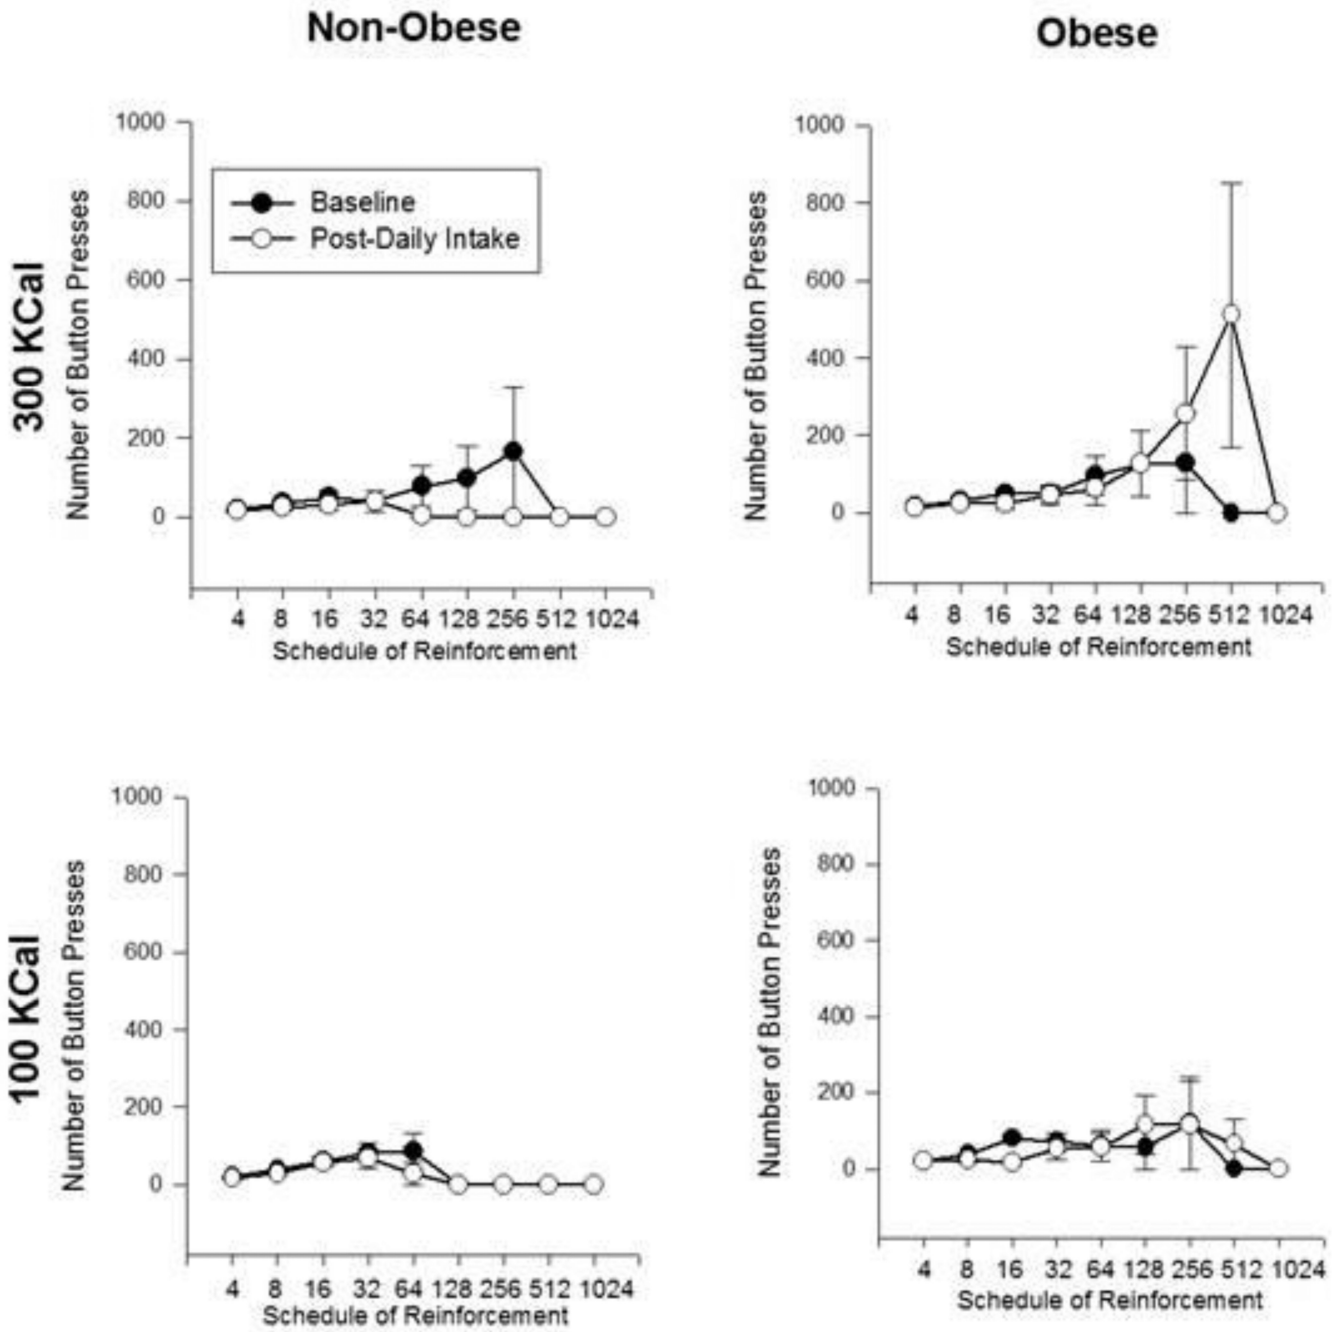 Non-Obese
Obese
300 KCal
Number of Button Presses
1000
800
600
400
200
0
Baseline
Post-Daily Intake
4 8 16 32 64 128 256 512 1024
Schedule of Reinforcement
Number of Button Presses
1000
800
600
400
200
0
4 8 16 32 64 128 256 512 1024
Schedule of Reinforcement
100 KCal
Number of Button Presses
1000
800
600
400
200
0
4 8 16 32 64 128 256 512 1024
Schedule of Reinforcement
Number of Button Presses
1000
800
600
400
200
0
4 8 16 32 64 128 256 512 1024
Schedule of Reinforcement